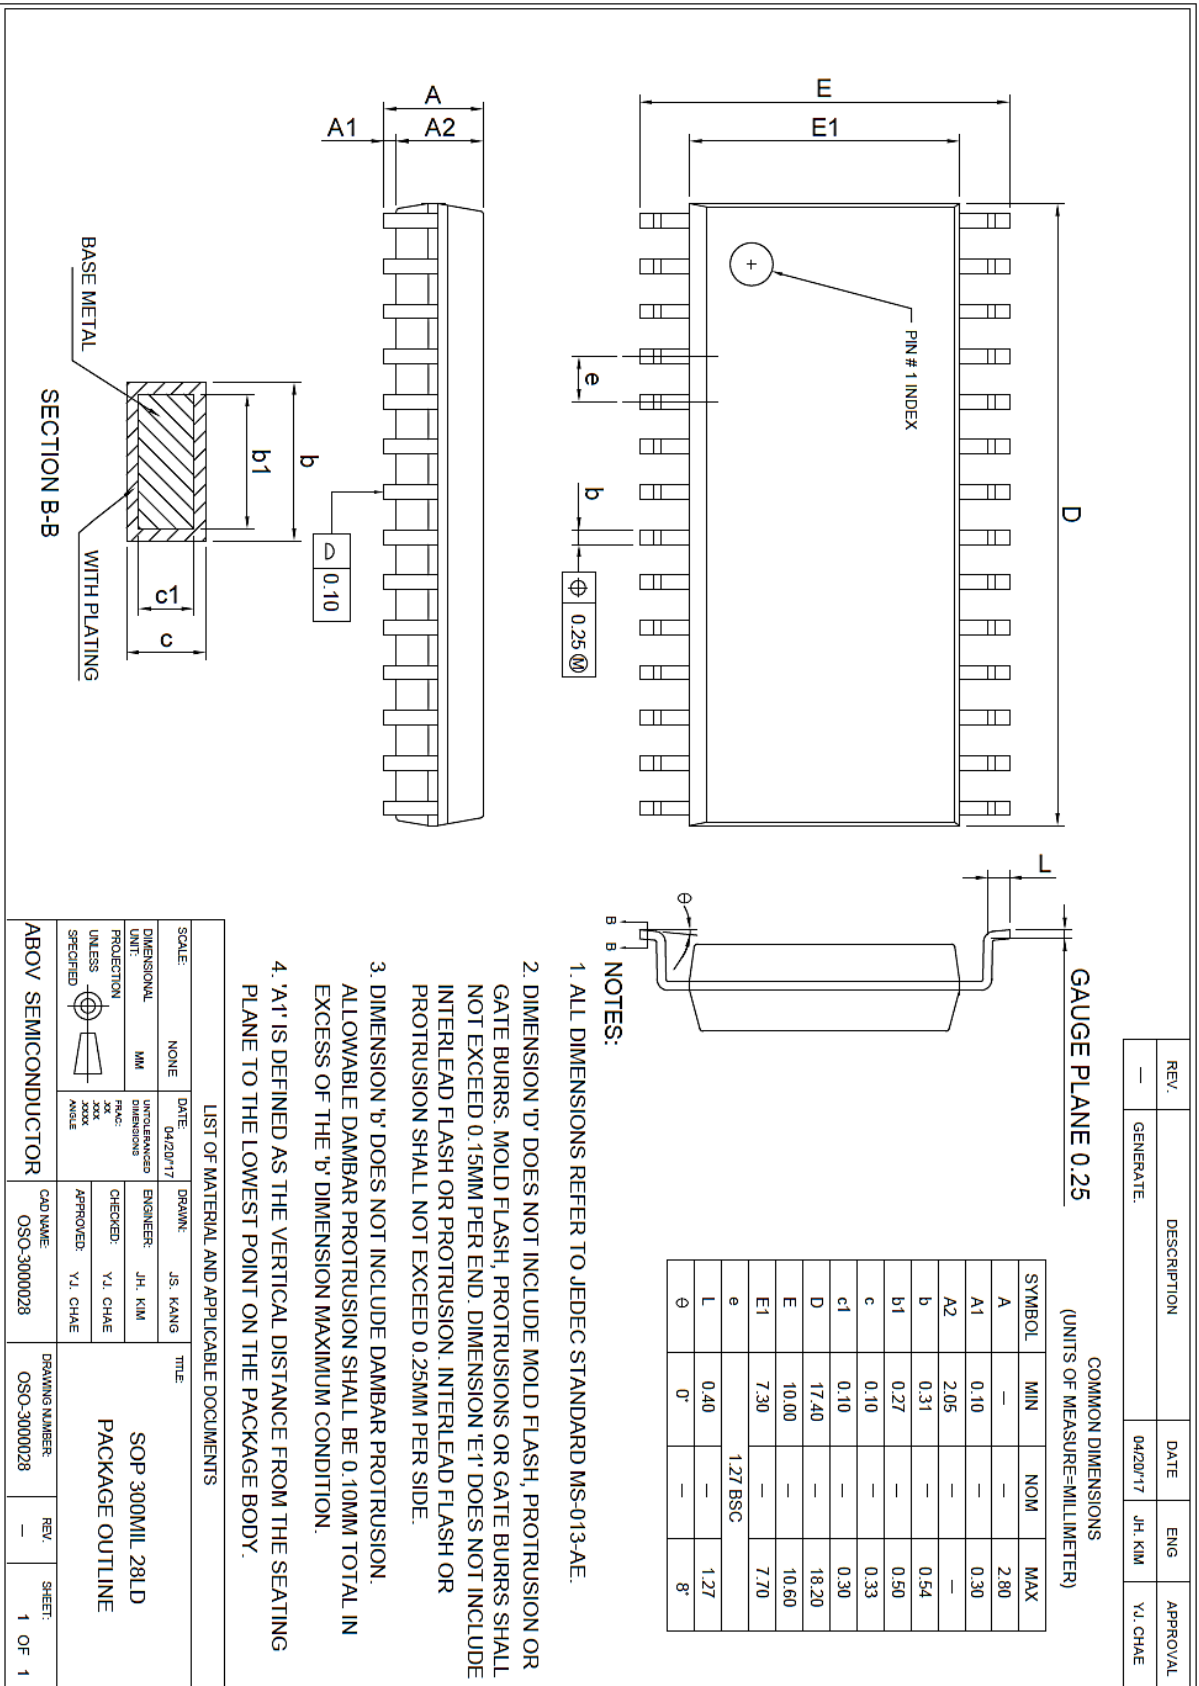 REV. DESCRIPTION DATE ENG APPROVAL
— GENERATE. 04/20/'17 JH. KIM YJ. CHAE
E
E1
D
PIN # 1 INDEX
e
b
⌖ 0.25 Ⓜ
L
GAUGE PLANE 0.25
θ
B B
A
A1 A2
⌓ 0.10
b
b1
c1
c
BASE METAL
WITH PLATING
SECTION B-B
COMMON DIMENSIONS
(UNITS OF MEASURE=MILLIMETER)
SYMBOL MIN NOM MAX
A — — 2.80
A1 0.10 — 0.30
A2 2.05 — —
b 0.31 — 0.54
b1 0.27 — 0.50
c 0.10 — 0.33
c1 0.10 — 0.30
D 17.40 — 18.20
E 10.00 — 10.60
E1 7.30 — 7.70
e 1.27 BSC
L 0.40 — 1.27
θ 0° — 8°
NOTES:
1. ALL DIMENSIONS REFER TO JEDEC STANDARD MS-013-AE.
2. DIMENSION 'D' DOES NOT INCLUDE MOLD FLASH, PROTRUSION OR
GATE BURRS. MOLD FLASH, PROTRUSIONS OR GATE BURRS SHALL
NOT EXCEED 0.15MM PER END. DIMENSION 'E1' DOES NOT INCLUDE
INTERLEAD FLASH OR PROTRUSION. INTERLEAD FLASH OR
PROTRUSION SHALL NOT EXCEED 0.25MM PER SIDE.
3. DIMENSION 'b' DOES NOT INCLUDE DAMBAR PROTRUSION.
ALLOWABLE DAMBAR PROTRUSION SHALL BE 0.10MM TOTAL IN
EXCESS OF THE 'b' DIMENSION MAXIMUM CONDITION.
4. 'A1' IS DEFINED AS THE VERTICAL DISTANCE FROM THE SEATING
PLANE TO THE LOWEST POINT ON THE PACKAGE BODY.
LIST OF MATERIAL AND APPLICABLE DOCUMENTS
SCALE: NONE
DATE: 04/20/'17
DRAWN: JS. KANG
DIMENSIONAL
UNIT: MM
UNTOLERANCED
DIMENSIONS
ENGINEER: JH. KIM
PROJECTION
UNLESS
SPECIFIED
FRAC:
.XX
.XXX
.XXXX
ANGLE
CHECKED: YJ. CHAE
APPROVED: YJ. CHAE
TITLE:
SOP 300MIL 28LD
PACKAGE OUTLINE
ABOV SEMICONDUCTOR
CAD NAME:
OSO-3000028
DRAWING NUMBER:
OSO-3000028
REV.
—
SHEET:
1 OF 1